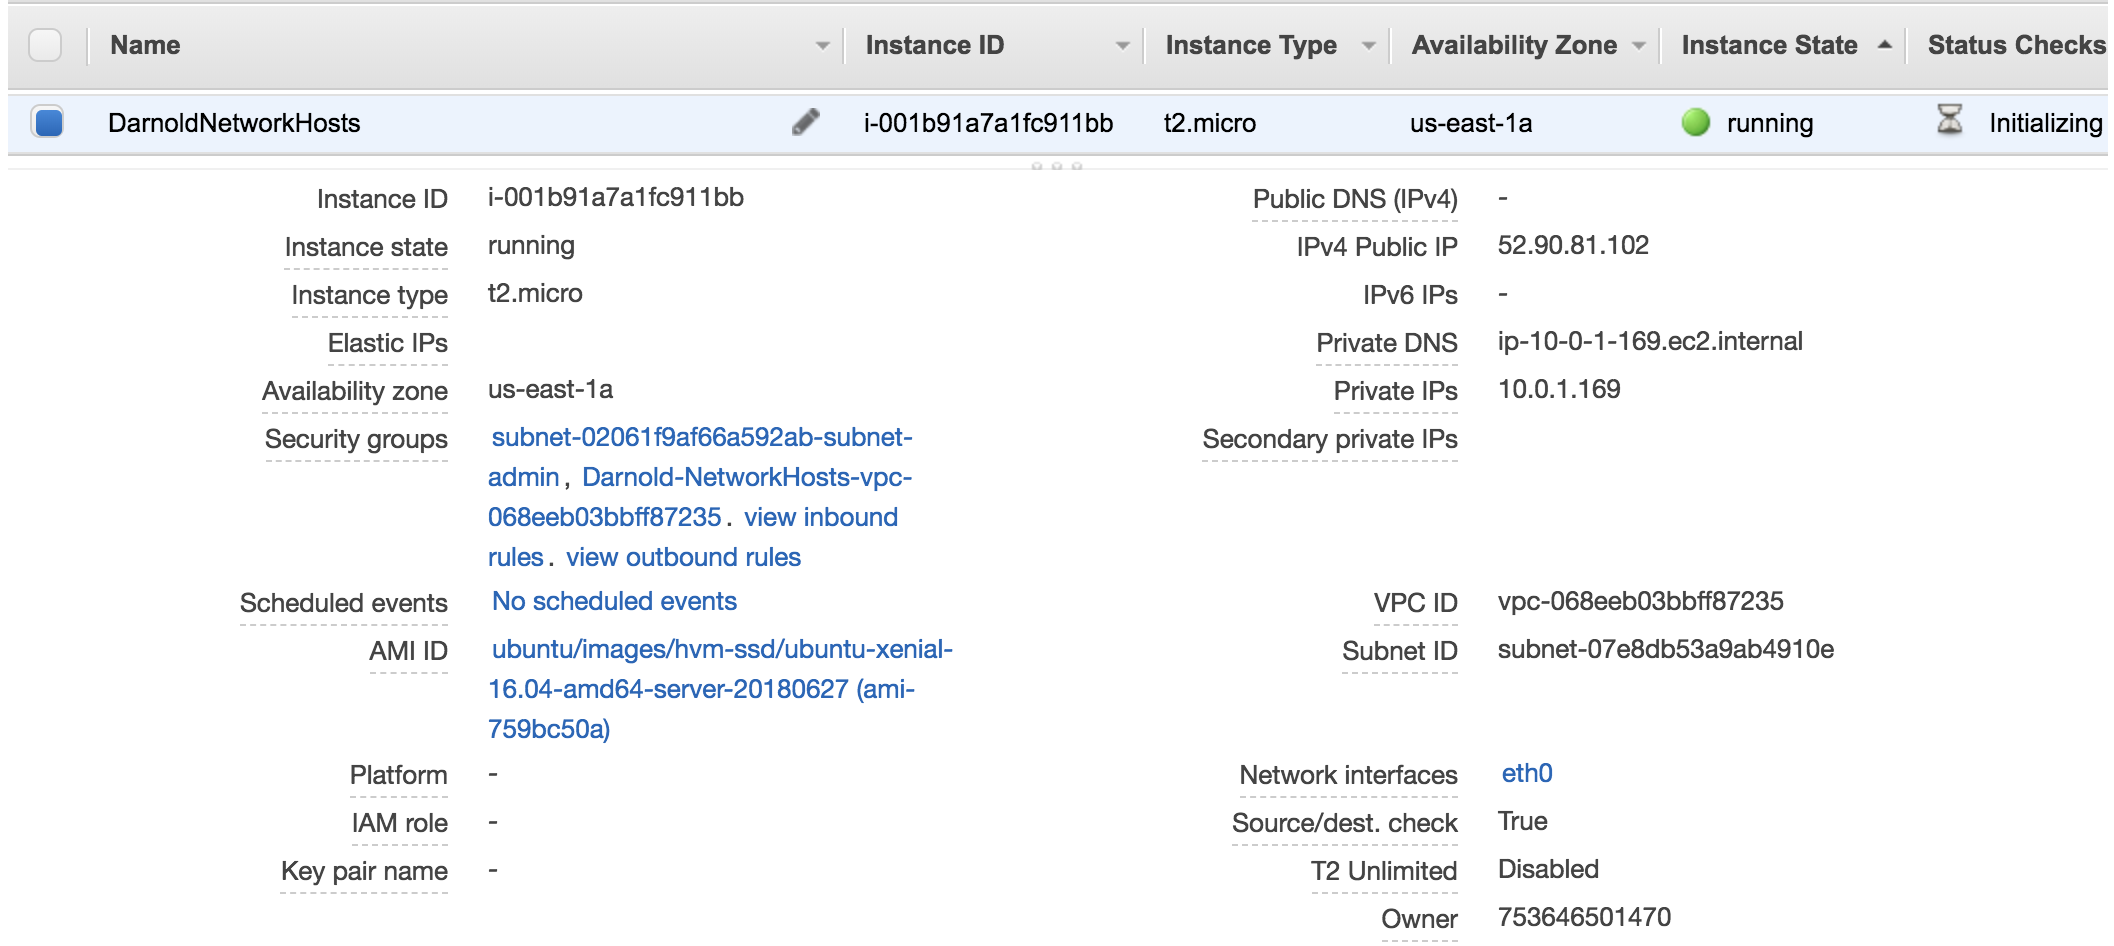 Name Instance ID Instance Type Availability Zone Instance State Status Checks
DarnoldNetworkHosts i-001b91a7a1fc911bb t2.micro us-east-1a running Initializing
Instance ID i-001b91a7a1fc911bb Public DNS (IPv4) -
Instance state running IPv4 Public IP 52.90.81.102
Instance type t2.micro IPv6 IPs -
Elastic IPs Private DNS ip-10-0-1-169.ec2.internal
Availability zone us-east-1a Private IPs 10.0.1.169
Security groups subnet-02061f9af66a592ab-subnet- Secondary private IPs
admin , Darnold-NetworkHosts-vpc-
068eeb03bbff87235 . view inbound
rules . view outbound rules
Scheduled events No scheduled events VPC ID vpc-068eeb03bbff87235
AMI ID ubuntu/images/hvm-ssd/ubuntu-xenial- Subnet ID subnet-07e8db53a9ab4910e
16.04-amd64-server-20180627 (ami-
759bc50a)
Platform - Network interfaces eth0
IAM role - Source/dest. check True
Key pair name - T2 Unlimited Disabled
Owner 753646501470